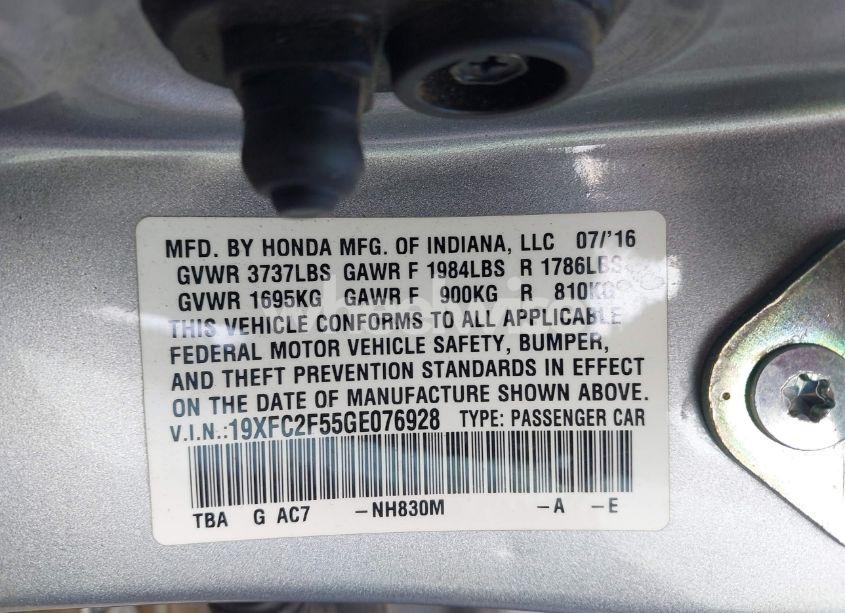 MFD. BY HONDA MFG. OF INDIANA, LLC 07/'16
GVWR 3737LBS GAWR F 1984LBS R 1786LBS
GVWR 1695KG GAWR F 900KG R 810KG
THIS VEHICLE CONFORMS TO ALL APPLICABLE
FEDERAL MOTOR VEHICLE SAFETY, BUMPER,
AND THEFT PREVENTION STANDARDS IN EFFECT
ON THE DATE OF MANUFACTURE SHOWN ABOVE.
V.I.N.:19XFC2F55GE076928 TYPE: PASSENGER CAR
TBA G AC7 -NH830M -A -E